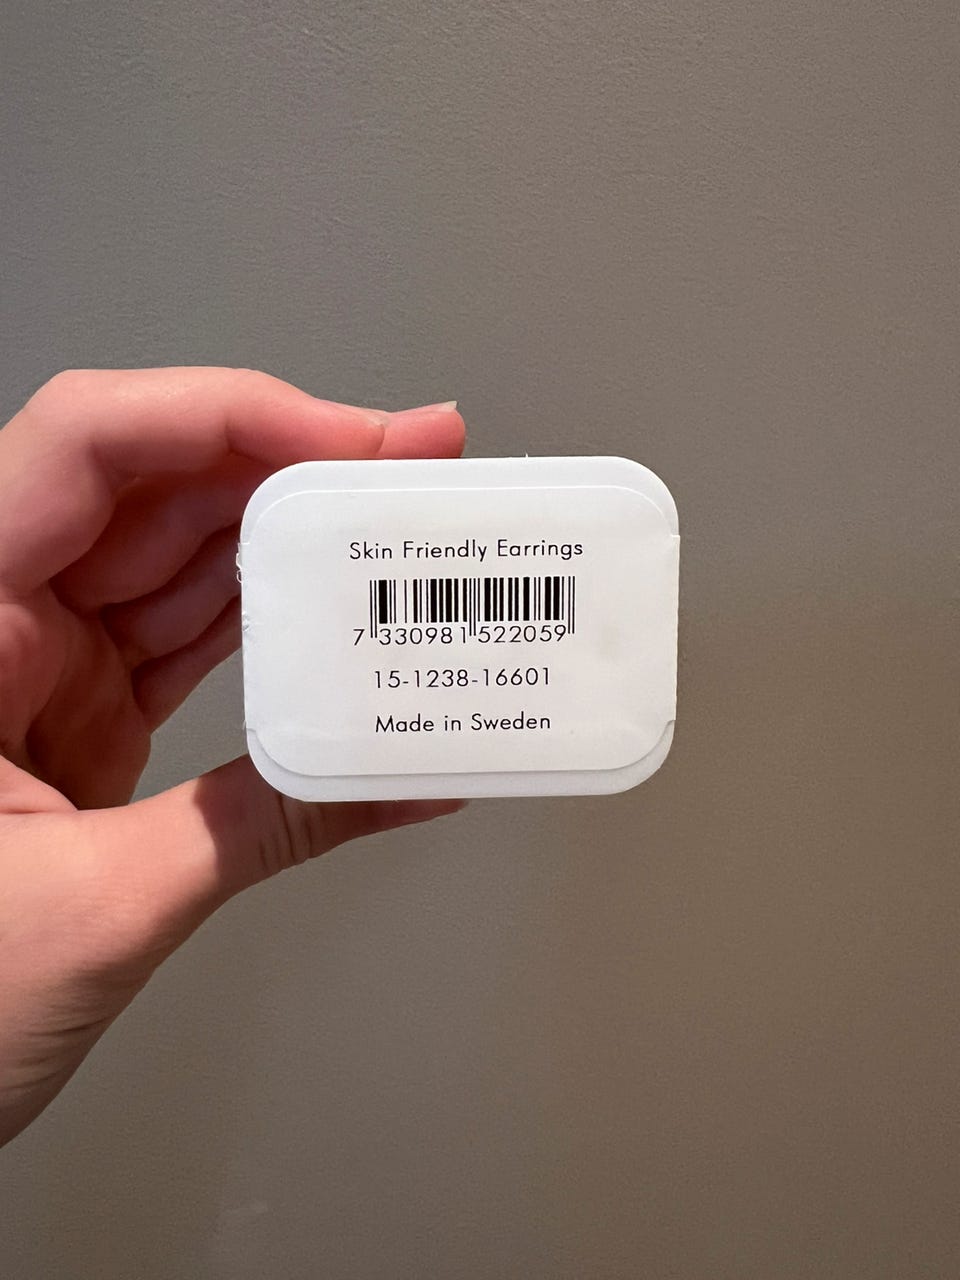 Skin Friendly Earrings
7 330981 522059
15-1238-16601
Made in Sweden